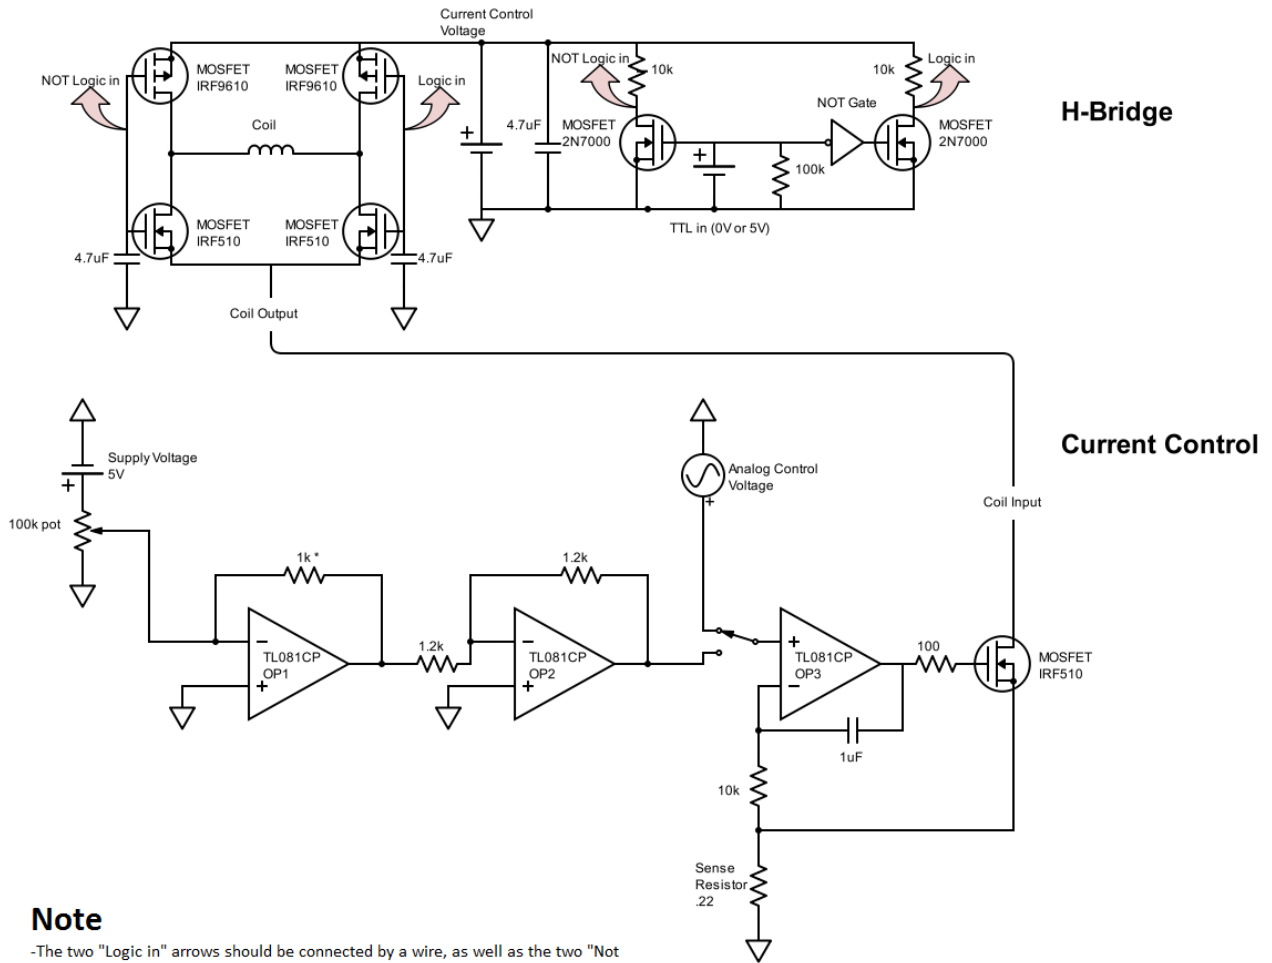 Current Control
Voltage
NOT Logic in
MOSFET
IRF9610
MOSFET
IRF9610
Logic in
NOT Logic in
10k
10k
Logic in
H-Bridge
Coil
+
4.7uF
MOSFET
2N7000
NOT Gate
MOSFET
2N7000
+
100k
MOSFET
IRF510
MOSFET
IRF510
TTL in (0V or 5V)
4.7uF
4.7uF
Coil Output
Current Control
Supply Voltage
5V
+
100k pot
Analog Control
Voltage
+
Coil Input
1k *
1.2k
-
TL081CP
OP1
+
1.2k
-
TL081CP
OP2
+
+
TL081CP
OP3
-
100
MOSFET
IRF510
1uF
10k
Sense
Resistor
.22
Note
-The two "Logic in" arrows should be connected by a wire, as well as the two "Not